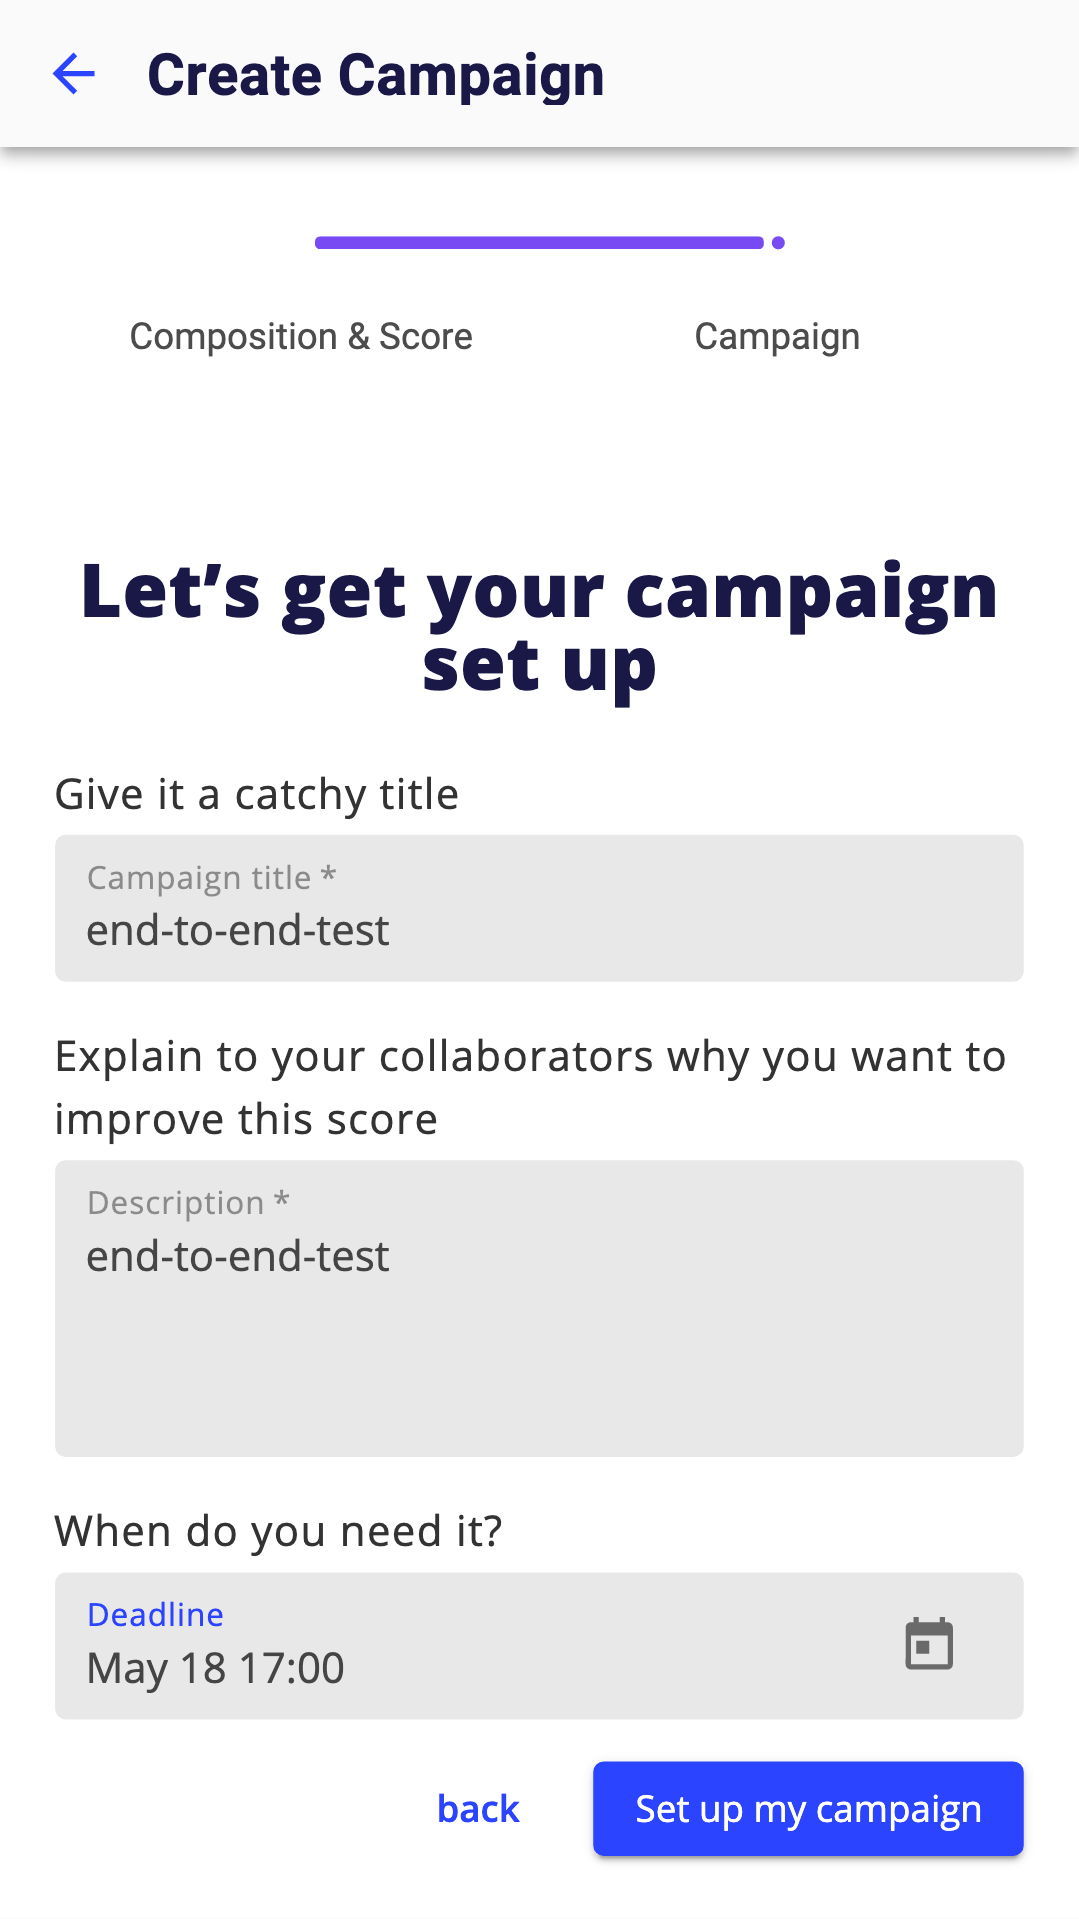 Create Campaign
Composition & Score
Campaign
Let’s get your campaign
set up
Give it a catchy title
Campaign title *
end-to-end-test
Explain to your collaborators why you want to
improve this score
Description *
end-to-end-test
When do you need it?
Deadline
May 18 17:00
back
Set up my campaign